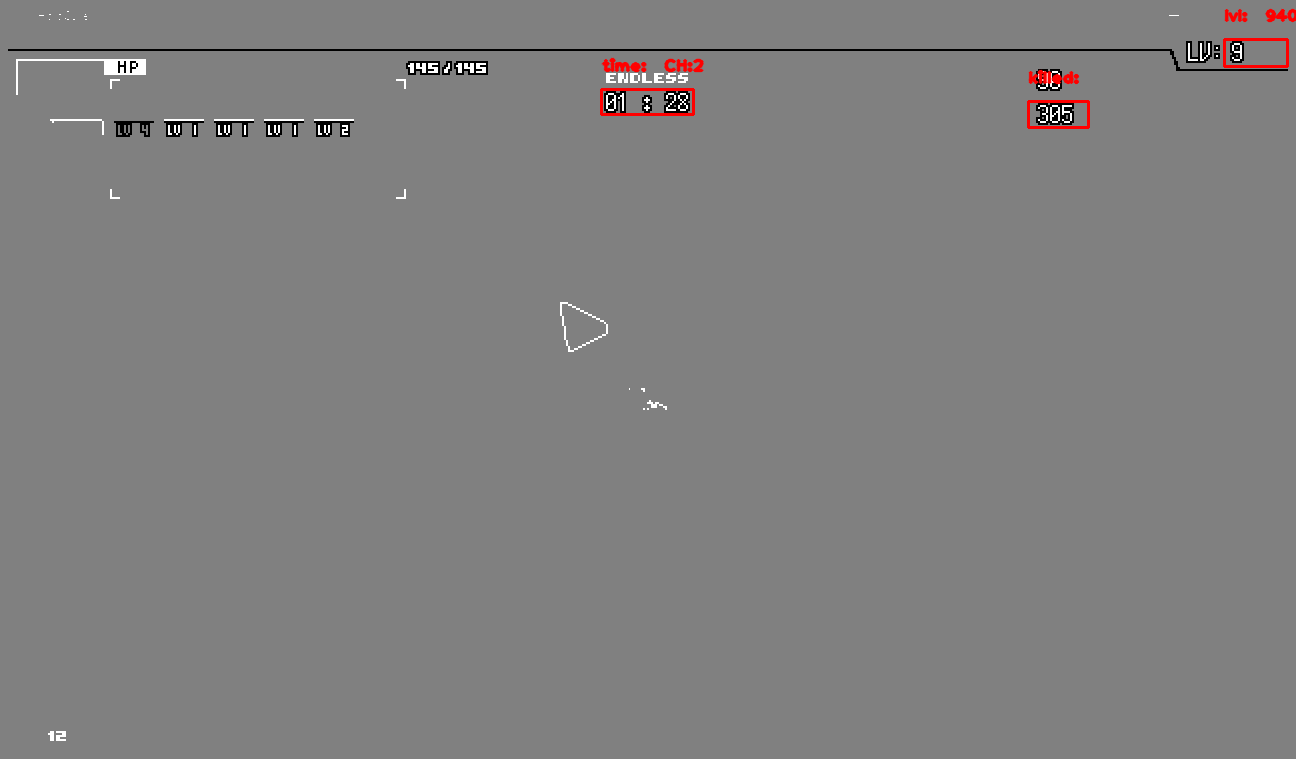 lvl: 940
LV: 9
HP
145/145
time: CH:2
ENDLESS
01 : 28
killed:
305
LV 4 LV 1 LV 1 LV 1 LV 2
12